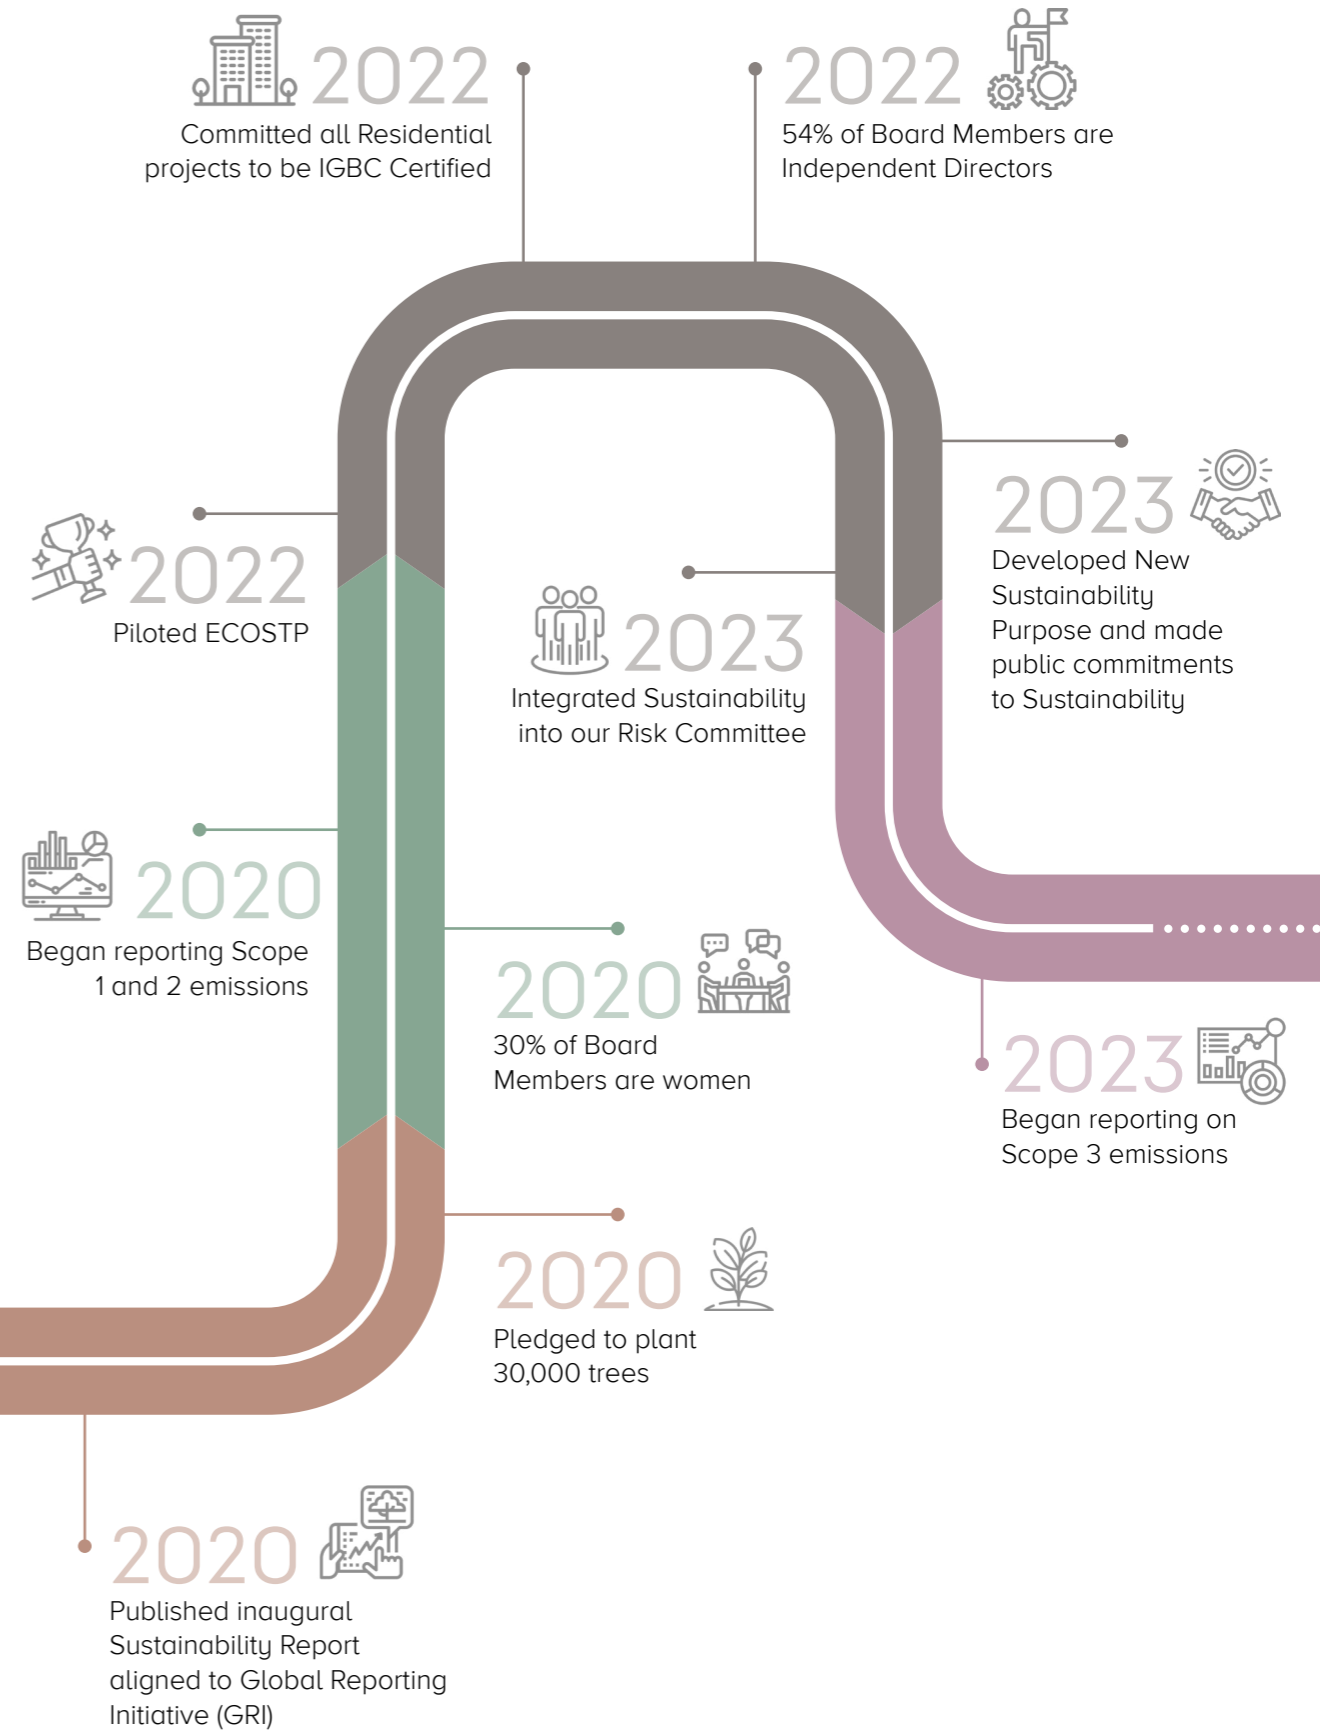 2022
Committed all Residential
projects to be IGBC Certified
2022
54% of Board Members are
Independent Directors
2022
Piloted ECOSTP
2023
Integrated Sustainability
into our Risk Committee
2023
Developed New
Sustainability
Purpose and made
public commitments
to Sustainability
2020
Began reporting Scope
1 and 2 emissions
2020
30% of Board
Members are women
2023
Began reporting on
Scope 3 emissions
2020
Pledged to plant
30,000 trees
2020
Published inaugural
Sustainability Report
aligned to Global Reporting
Initiative (GRI)